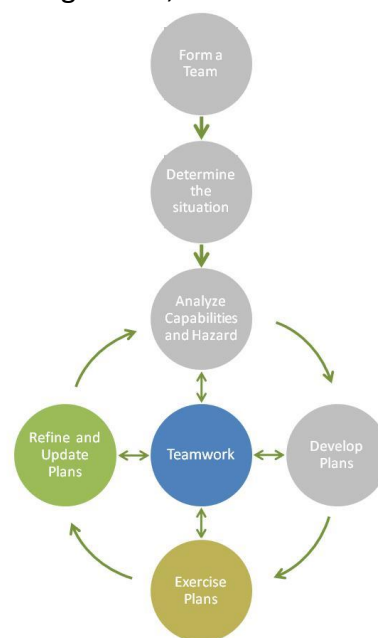 Form a
Team
Determine
the
situation
Analyze
Capabilities
and Hazard
Refine and
Update
Plans
Teamwork
Develop
Plans
Exercise
Plans